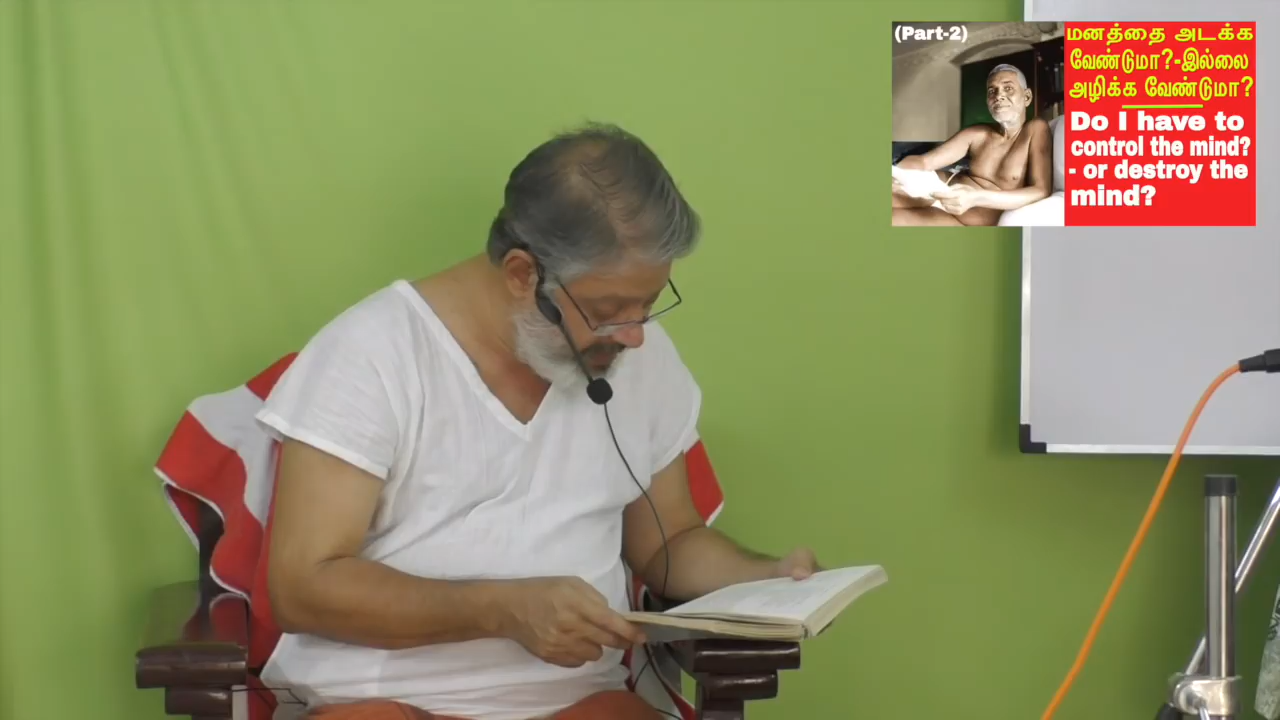 (Part-2)
மனத்தை அடக்க
வேண்டுமா?-இல்லை
அழிக்க வேண்டுமா?
Do I have to
control the mind?
- or destroy the
mind?